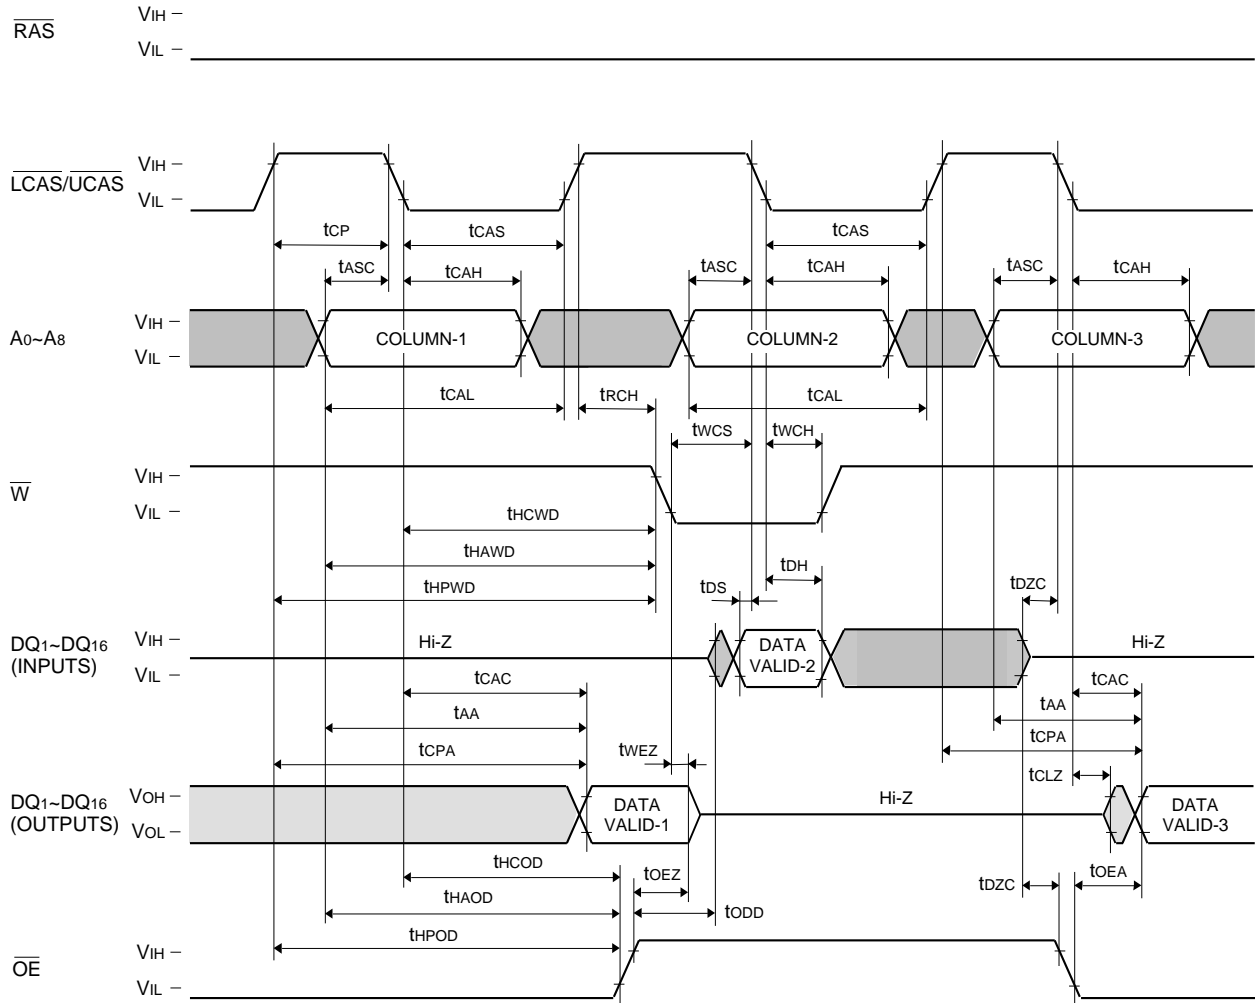 RAS
VIH
VIL
LCAS/UCAS
VIH
VIL
tCP
tCAS
tCAS
tASC
tCAH
tASC
tCAH
tASC
tCAH
A0~A8
VIH
VIL
COLUMN-1
COLUMN-2
COLUMN-3
tCAL
tRCH
tCAL
tWCS
tWCH
W
VIH
VIL
tHCWD
tHAWD
tHPWD
tDS
tDH
tDZC
DQ1~DQ16
(INPUTS)
VIH
VIL
Hi-Z
DATA
VALID-2
Hi-Z
tCAC
tAA
tCPA
tWEZ
tCAC
tAA
tCPA
tCLZ
DQ1~DQ16
(OUTPUTS)
VOH
VOL
DATA
VALID-1
Hi-Z
DATA
VALID-3
tHCOD
tHAOD
tHPOD
tOEZ
tODD
tDZC
tOEA
OE
VIH
VIL